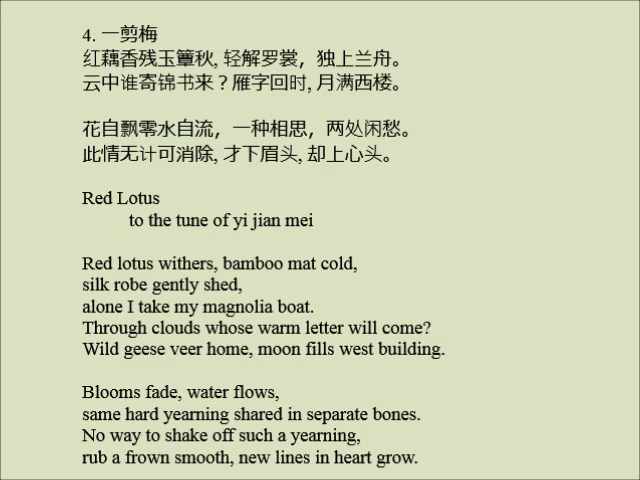 4. 一剪梅
红藕香残玉簟秋, 轻解罗裳，独上兰舟。
云中谁寄锦书来？雁字回时, 月满西楼。
花自飘零水自流，一种相思，两处闲愁。
此情无计可消除, 才下眉头, 却上心头。
Red Lotus
to the tune of yi jian mei
Red lotus withers, bamboo mat cold,
silk robe gently shed,
alone I take my magnolia boat.
Through clouds whose warm letter will come?
Wild geese veer home, moon fills west building.
Blooms fade, water flows,
same hard yearning shared in separate bones.
No way to shake off such a yearning,
rub a frown smooth, new lines in heart grow.